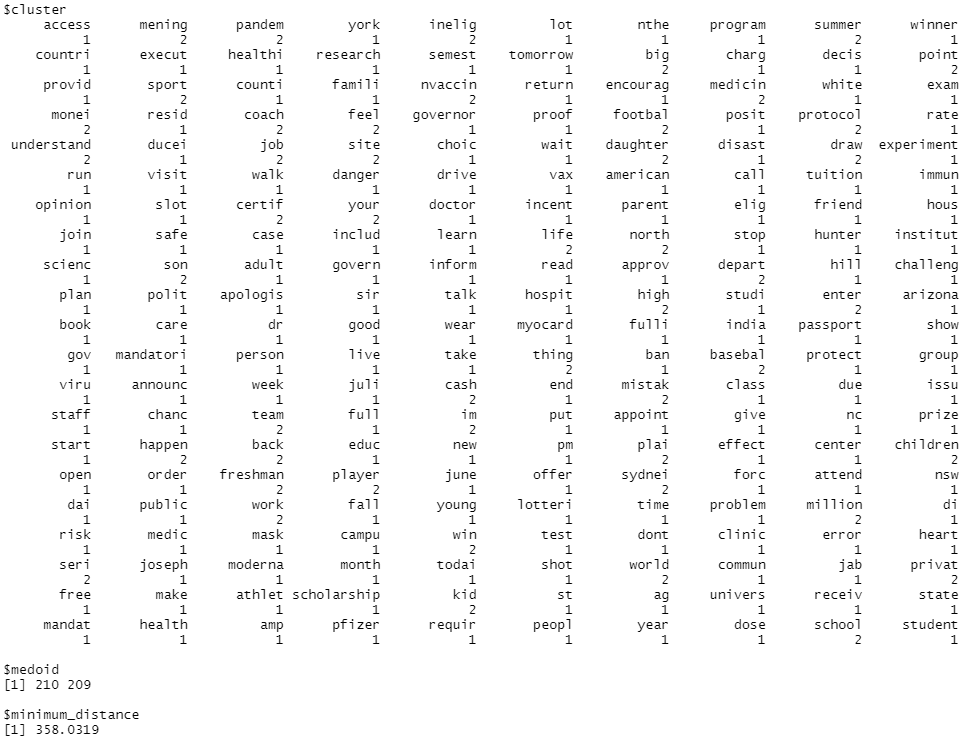 $cluster
access mening pandem york inelig lot nthe program summer winner
1 2 2 1 2 1 1 1 2 1
countri execut healthi research semest tomorrow big charg decis point
1 1 1 1 1 1 2 1 1 2
provid sport counti famili nvaccin return encourag medicin white exam
1 2 1 1 2 1 1 2 1 1
monei resid coach feel governor proof footbal posit protocol rate
2 1 2 2 1 1 2 1 2 1
understand ducei job site choic wait daughter disast draw experiment
2 1 2 2 1 1 2 1 2 1
run visit walk danger drive vax american call tuition immun
1 1 1 1 1 1 1 1 1 1
opinion slot certif your doctor incent parent elig friend hous
1 1 2 2 1 1 1 1 1 1
join safe case includ learn life north stop hunter institut
1 1 1 1 1 2 2 1 1 1
scienc son adult govern inform read approv depart hill challeng
1 2 1 1 1 1 1 2 1 1
plan polit apologis sir talk hospit high studi enter arizona
1 1 1 1 1 1 2 1 2 1
book care dr good wear myocard fulli india passport show
1 1 1 1 1 1 1 1 1 1
gov mandatori person live take thing ban basebal protect group
1 1 1 1 1 2 1 2 1 1
viru announc week juli cash end mistak class due issu
1 1 1 1 2 1 2 1 1 1
staff chanc team full im put appoint give nc prize
1 1 2 1 2 1 1 1 1 1
start happen back educ new pm plai effect center children
1 2 2 1 1 1 2 1 1 2
open order freshman player june offer sydnei forc attend nsw
1 1 2 2 1 1 2 1 1 1
dai public work fall young lotteri time problem million di
1 1 2 1 1 1 1 1 2 1
risk medic mask campu win test dont clinic error heart
1 1 1 1 2 1 1 1 1 1
seri joseph moderna month todai shot world commun jab privat
2 1 1 1 1 1 2 1 1 2
free make athlet scholarship kid st ag univers receiv state
1 1 1 1 2 1 1 1 1 1
mandat health amp pfizer requir peopl year dose school student
1 1 1 1 1 1 1 1 2 1
$medoid
[1] 210 209
$minimum_distance
[1] 358.0319